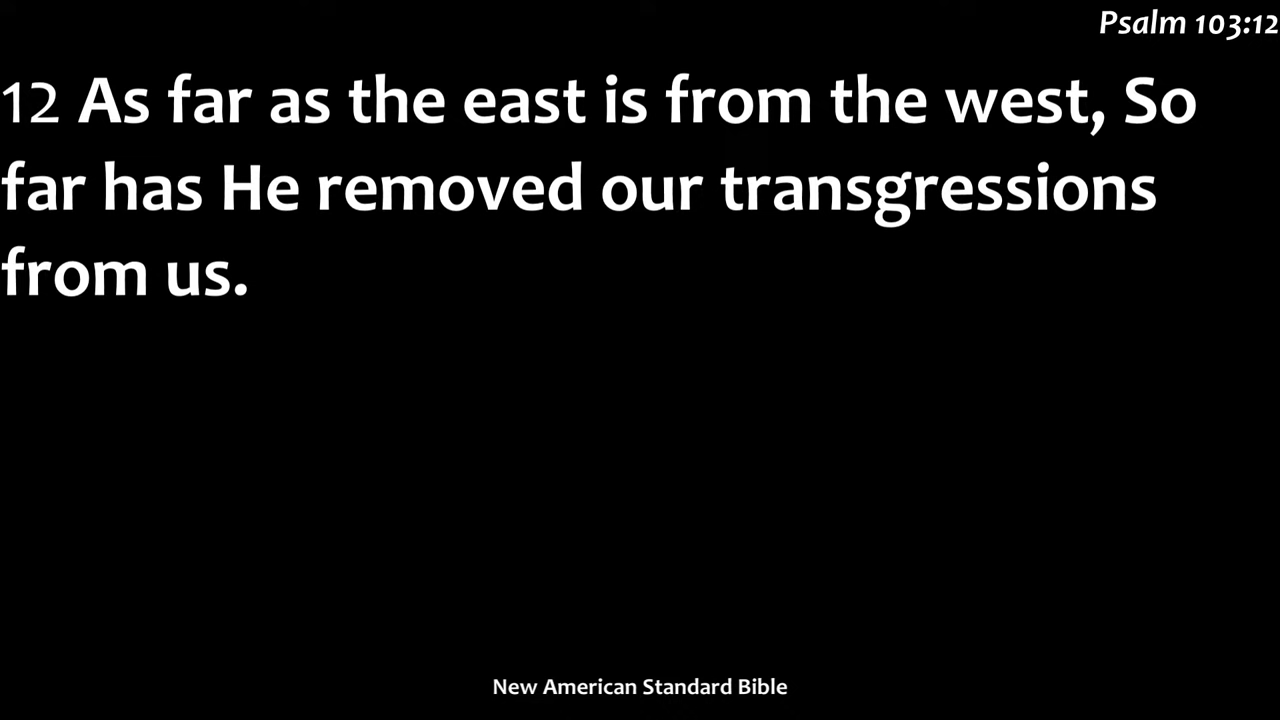 Psalm 103:12
12 As far as the east is from the west, So
far has He removed our transgressions
from us.
New American Standard Bible